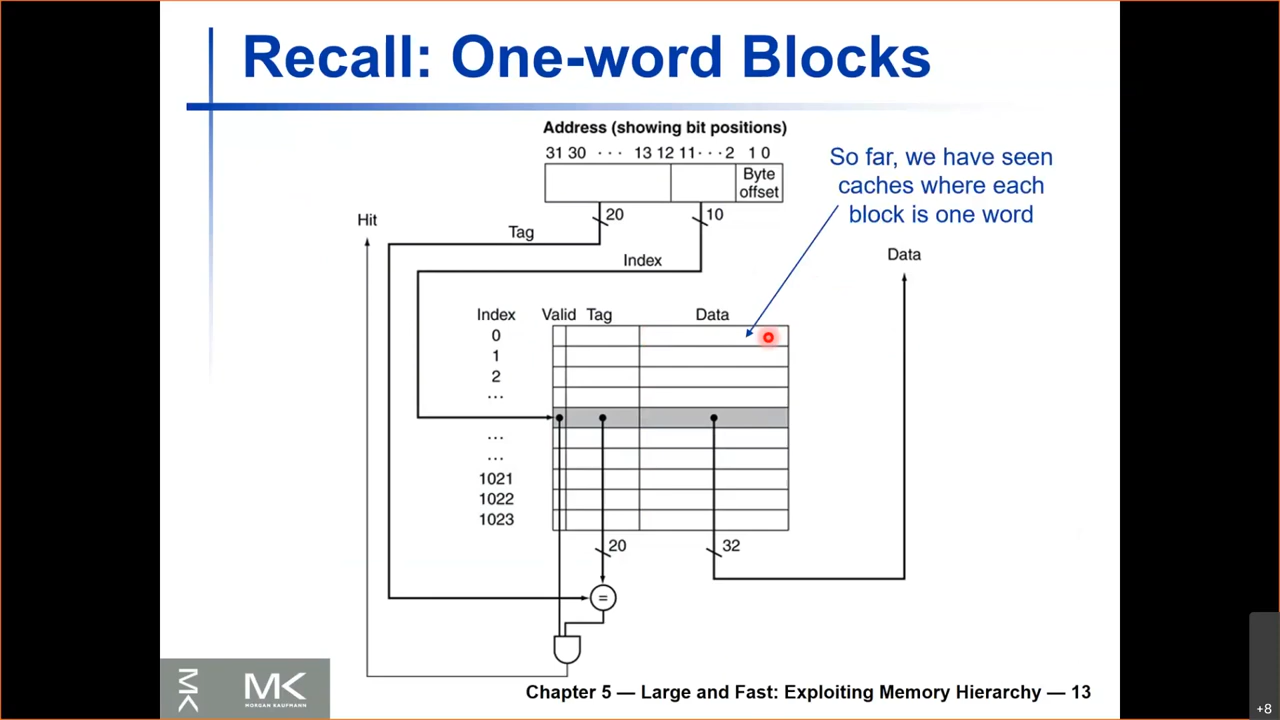 Recall: One-word Blocks
Address (showing bit positions)
31 30 ··· 13 12 11···2 1 0
Byte
offset
So far, we have seen
caches where each
block is one word
20
10
Hit
Tag
Index
Data
Index
Valid
Tag
Data
0
1
2
...
...
...
1021
1022
1023
20
32
=
MK
MK
MORGAN KAUFMANN
Chapter 5 — Large and Fast: Exploiting Memory Hierarchy — 13
+8